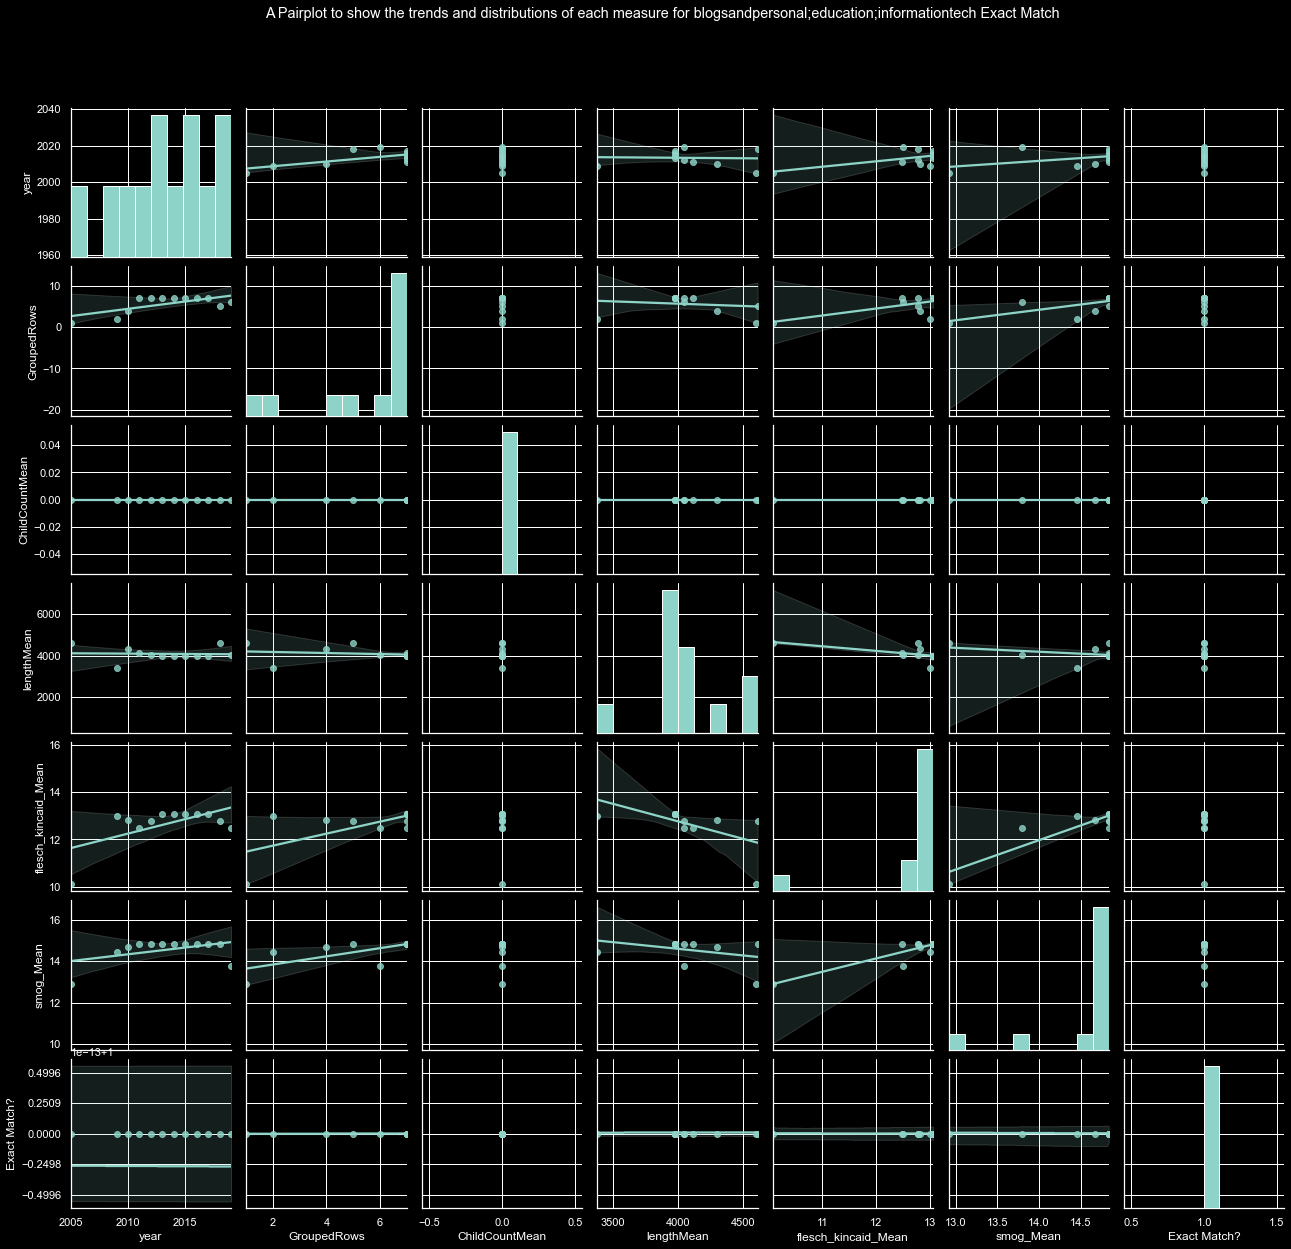 A Pairplot to show the trends and distributions of each measure for blogsandpersonal;education;informationtech Exact Match
2040
2020
2000
1980
1960
year
10
0
−10
−20
GroupedRows
0.04
0.02
0.00
−0.02
−0.04
ChildCountMean
6000
4000
2000
lengthMean
16
14
12
10
flesch_kincaid_Mean
16
14
12
10
smog_Mean
1e−13+1
0.4996
0.2509
0.0000
−0.2498
−0.4996
Exact Match?
2005 2010 2015
2 4 6
−0.5 0.0 0.5
3500 4000 4500
11 12 13
13.0 13.5 14.0 14.5
0.5 1.0 1.5
year GroupedRows ChildCountMean lengthMean flesch_kincaid_Mean smog_Mean Exact Match?